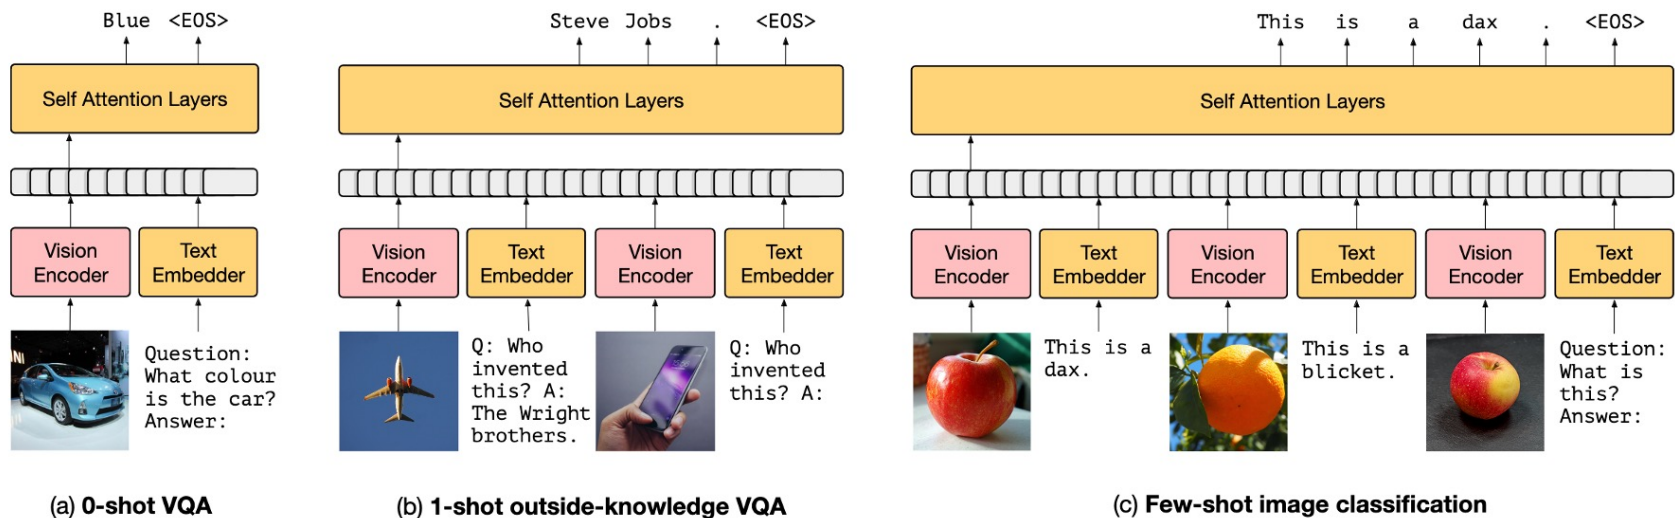 Blue <EOS>
Self Attention Layers
Vision
Encoder
Text
Embedder
NI
Question:
What colour
is the car?
Answer:
(a) 0-shot VQA
Steve Jobs . <EOS>
Self Attention Layers
Vision
Encoder
Text
Embedder
Vision
Encoder
Text
Embedder
Q: Who
invented
this? A:
The Wright
brothers.
Q: Who
invented
this? A:
(b) 1-shot outside-knowledge VQA
This is a dax . <EOS>
Self Attention Layers
Vision
Encoder
Text
Embedder
Vision
Encoder
Text
Embedder
Vision
Encoder
Text
Embedder
This is a
dax.
This is a
blicket.
Question:
What is
this?
Answer:
(c) Few-shot image classification